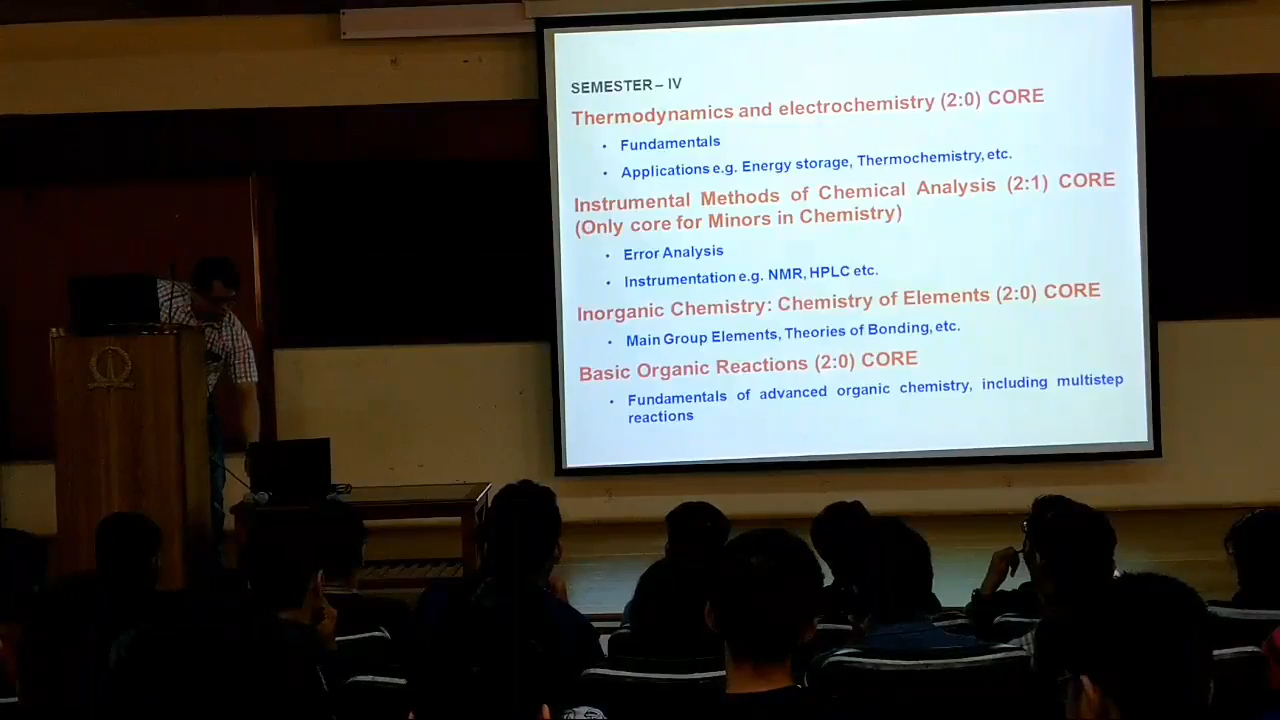 SEMESTER – IV
Thermodynamics and electrochemistry (2:0) CORE
• Fundamentals
• Applications e.g. Energy storage, Thermochemistry, etc.
Instrumental Methods of Chemical Analysis (2:1) CORE
(Only core for Minors in Chemistry)
• Error Analysis
• Instrumentation e.g. NMR, HPLC etc.
Inorganic Chemistry: Chemistry of Elements (2:0) CORE
• Main Group Elements, Theories of Bonding, etc.
Basic Organic Reactions (2:0) CORE
• Fundamentals of advanced organic chemistry, including multistep
reactions